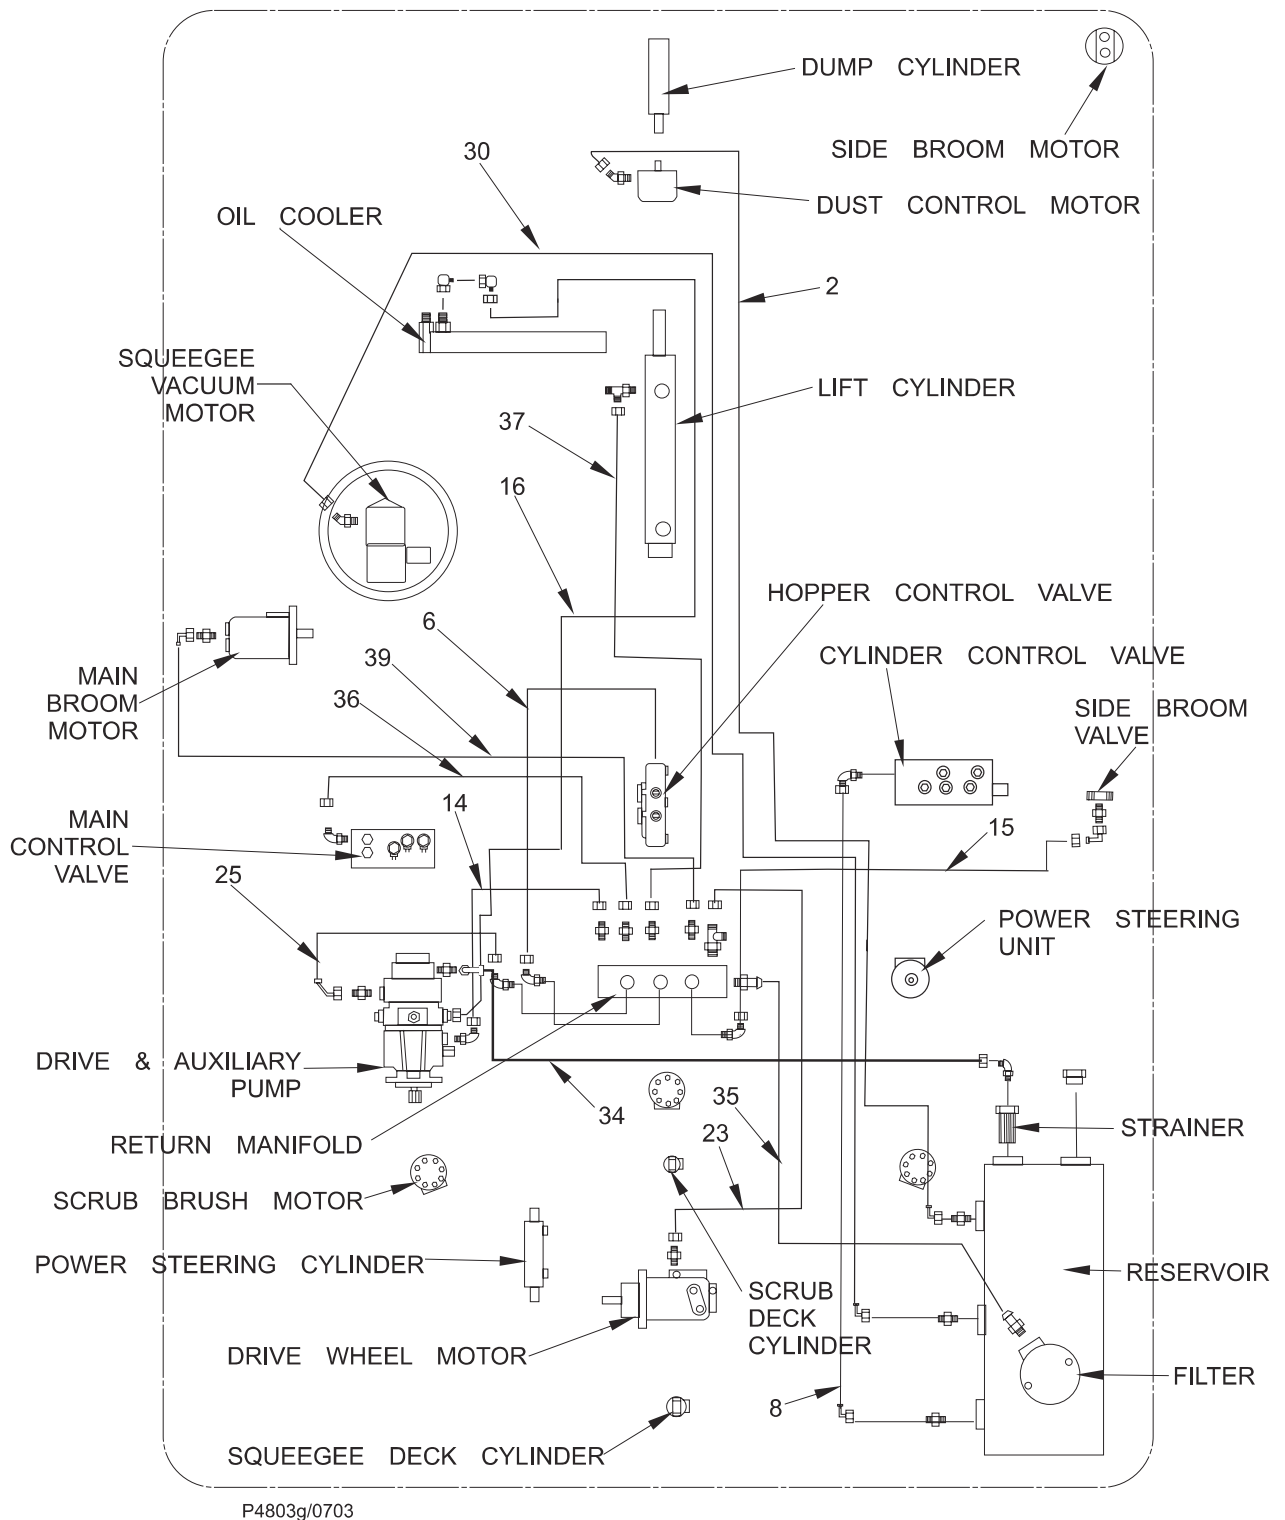 DUMP CYLINDER
SIDE BROOM MOTOR
30
DUST CONTROL MOTOR
OIL COOLER
2
SQUEEGEE
VACUUM
MOTOR
LIFT CYLINDER
37
16
HOPPER CONTROL VALVE
6
CYLINDER CONTROL VALVE
39
MAIN
BROOM
MOTOR
36
SIDE BROOM
VALVE
14
15
MAIN
CONTROL
VALVE
25
POWER STEERING
UNIT
DRIVE & AUXILIARY
PUMP
34
35
23
STRAINER
RETURN MANIFOLD
SCRUB BRUSH MOTOR
POWER STEERING CYLINDER
RESERVOIR
SCRUB
DECK
CYLINDER
DRIVE WHEEL MOTOR
FILTER
8
SQUEEGEE DECK CYLINDER
P4803g/0703